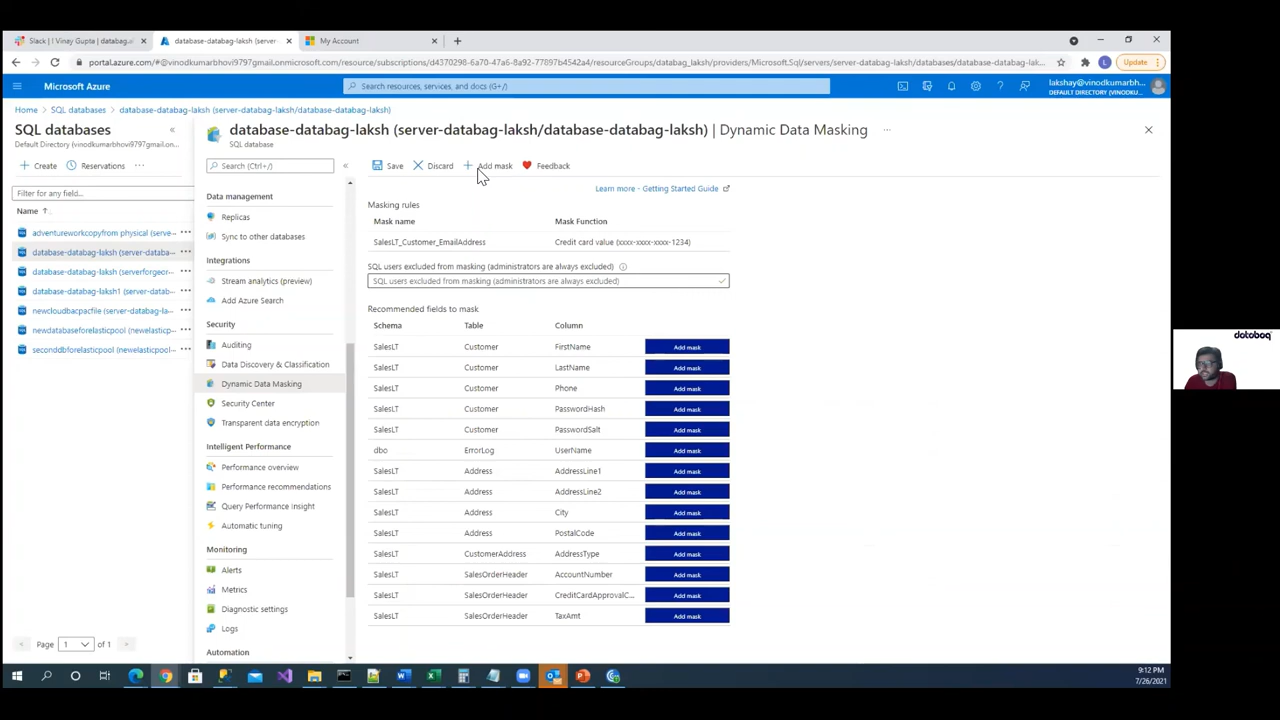 Slack | Vinay Gupta | databag.al
database-databag-laksh (server
My Account
portal.azure.com/#@vinodkumarbhovi9797gmail.onmicrosoft.com/resource/subscriptions/d4370298-6a70-47a6-8a92-77897b4542a4/resourceGroups/databag_laksh/providers/Microsoft.Sql/servers/server-databag-laksh/databases/database-databag-lak...
Update
Microsoft Azure
Search resources, services, and docs (G+/)
lakshay@vinodkumarbh...
DEFAULT DIRECTORY (VINODKU...
Home > SQL databases > database-databag-laksh (server-databag-laksh/database-databag-laksh)
SQL databases
Default Directory (vinodkumarbhovi9797gmail.onm...
database-databag-laksh (server-databag-laksh/database-databag-laksh) | Dynamic Data Masking
SQL database
Create
Reservations
Filter for any field...
Name
adventureworkcopyfrom physical (serve...
database-databag-laksh (server-databa...
database-databag-laksh (serverforgeor...
database-databag-laksh1 (server-datab...
newcloudbacpacfile (server-databag-la...
newdatabaseforelasticpool (newelasticp...
seconddbforelasticpool (newelasticpool...
Page 1 of 1
Search (Ctrl+/)
Data management
Replicas
Sync to other databases
Integrations
Stream analytics (preview)
Add Azure Search
Security
Auditing
Data Discovery & Classification
Dynamic Data Masking
Security Center
Transparent data encryption
Intelligent Performance
Performance overview
Performance recommendations
Query Performance Insight
Automatic tuning
Monitoring
Alerts
Metrics
Diagnostic settings
Logs
Automation
Save Discard Add mask Feedback
Learn more - Getting Started Guide
Masking rules
Mask name Mask Function
SalesLT_Customer_EmailAddress Credit card value (xxxx-xxxx-xxxx-1234)
SQL users excluded from masking (administrators are always excluded)
SQL users excluded from masking (administrators are always excluded)
Recommended fields to mask
Schema Table Column
SalesLT Customer FirstName Add mask
SalesLT Customer LastName Add mask
SalesLT Customer Phone Add mask
SalesLT Customer PasswordHash Add mask
SalesLT Customer PasswordSalt Add mask
dbo ErrorLog UserName Add mask
SalesLT Address AddressLine1 Add mask
SalesLT Address AddressLine2 Add mask
SalesLT Address City Add mask
SalesLT Address PostalCode Add mask
SalesLT CustomerAddress AddressType Add mask
SalesLT SalesOrderHeader AccountNumber Add mask
SalesLT SalesOrderHeader CreditCardApprovalC... Add mask
SalesLT SalesOrderHeader TaxAmt Add mask
databag
9:12 PM
7/26/2021